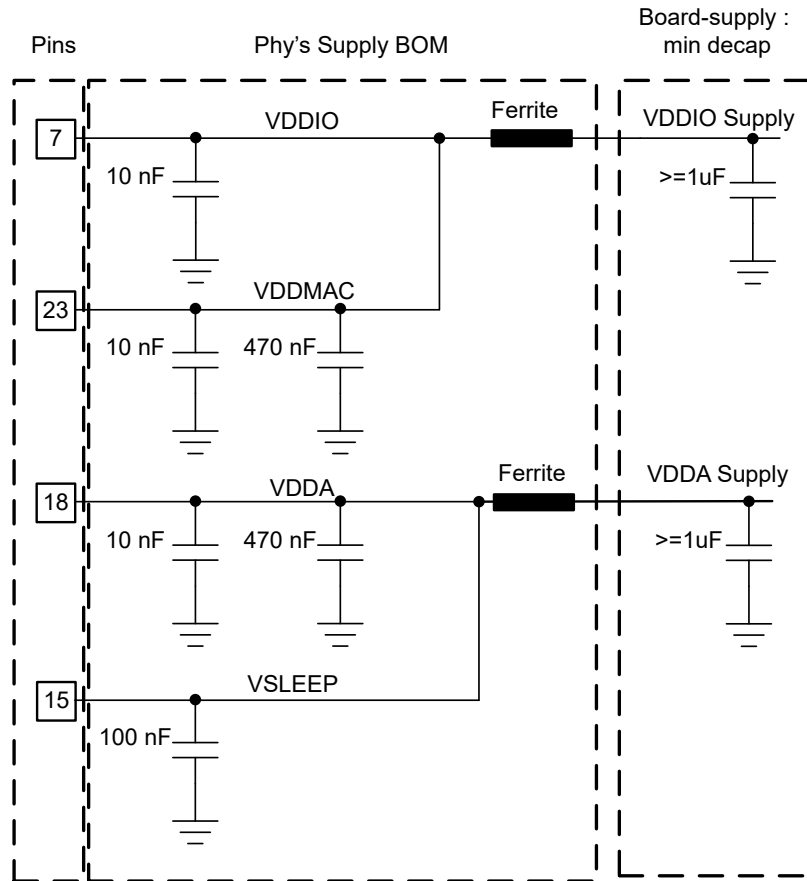 Board-supply :
min decap
Pins
Phy's Supply BOM
Ferrite
VDDIO
VDDIO Supply
7
10 nF
>=1uF
VDDMAC
23
10 nF
470 nF
Ferrite
VDDA
VDDA Supply
18
10 nF
470 nF
>=1uF
VSLEEP
15
100 nF